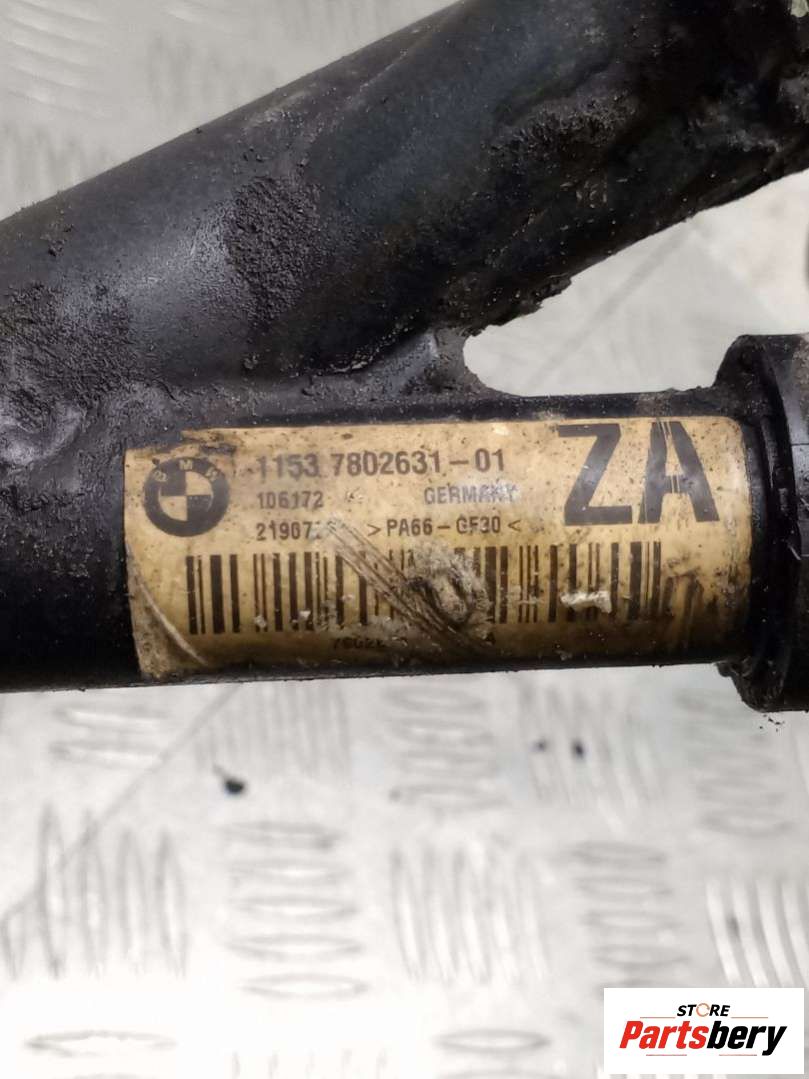 BMW
1153 7802631-01
ZA
106172
GERMANY
>PA66-GF30<
STORE
Partsbery